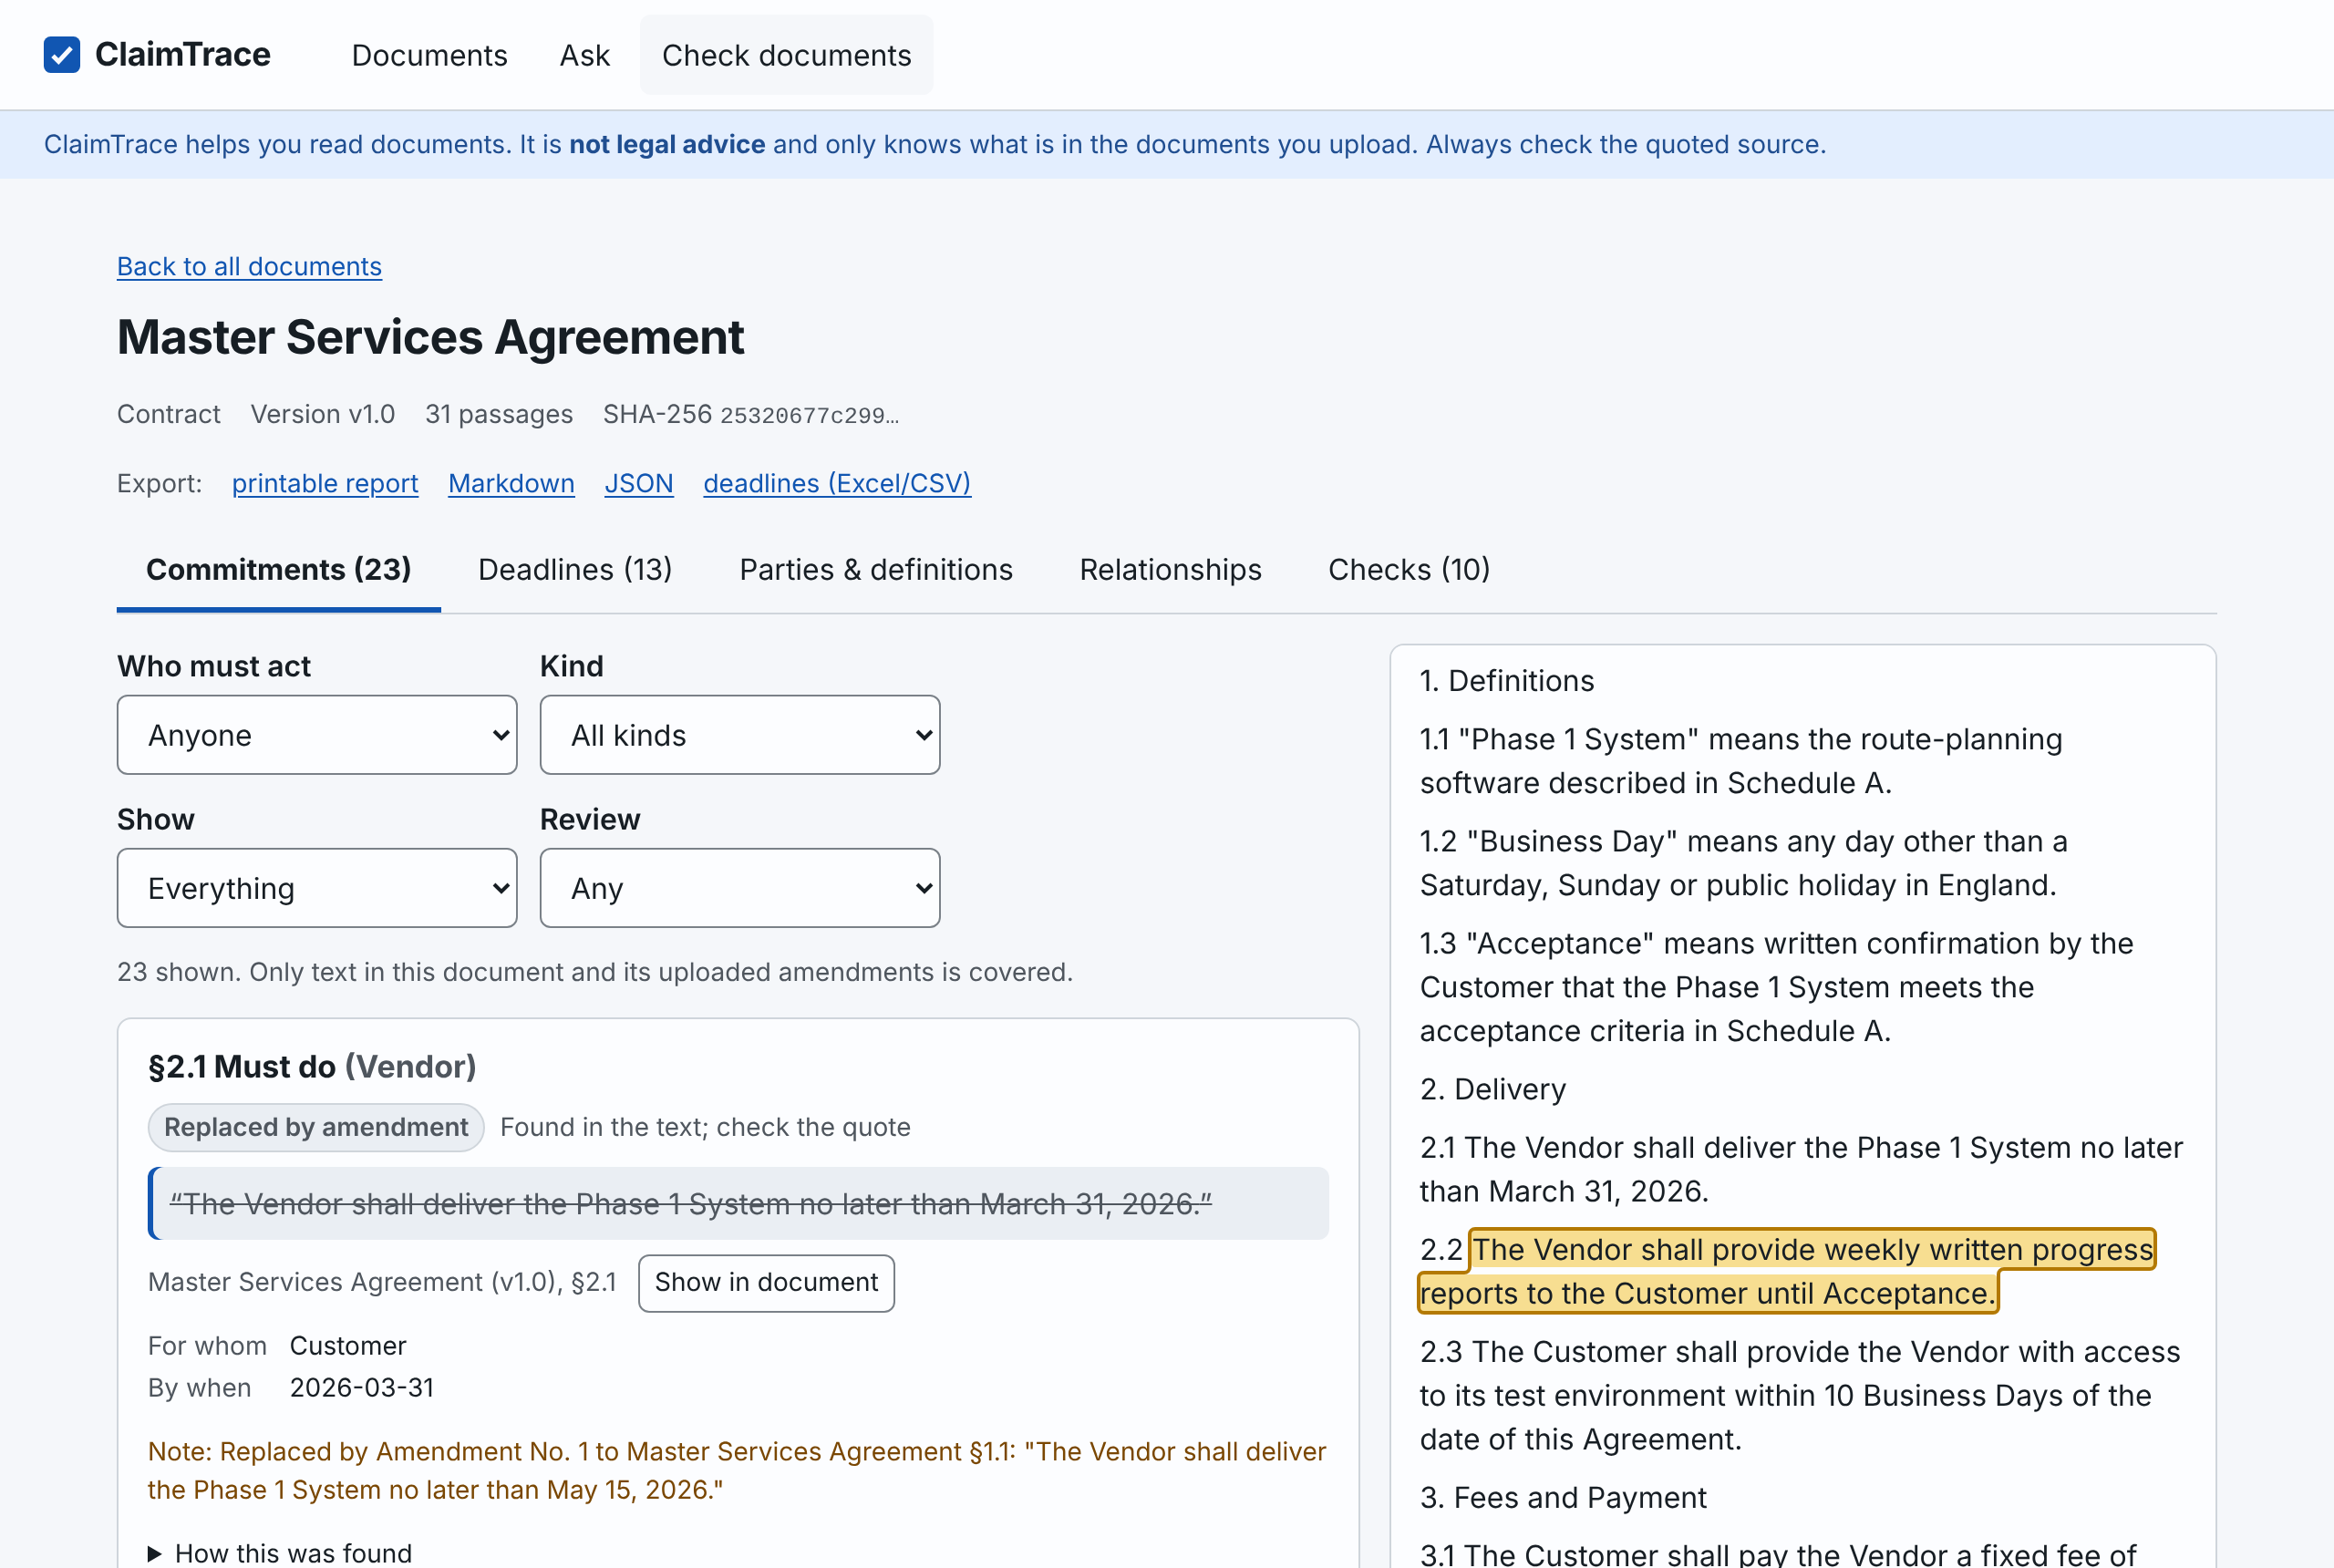 ClaimTrace Documents Ask Check documents
ClaimTrace helps you read documents. It is not legal advice and only knows what is in the documents you upload. Always check the quoted source.
Back to all documents
Master Services Agreement
Contract Version v1.0 31 passages SHA-256 25320677c299…
Export: printable report Markdown JSON deadlines (Excel/CSV)
Commitments (23) Deadlines (13) Parties & definitions Relationships Checks (10)
Who must act Kind
Anyone All kinds
Show Review
Everything Any
23 shown. Only text in this document and its uploaded amendments is covered.
§2.1 Must do (Vendor)
Replaced by amendment Found in the text; check the quote
“The Vendor shall deliver the Phase 1 System no later than March 31, 2026.”
Master Services Agreement (v1.0), §2.1 Show in document
For whom Customer
By when 2026-03-31
Note: Replaced by Amendment No. 1 to Master Services Agreement §1.1: "The Vendor shall deliver
the Phase 1 System no later than May 15, 2026."
How this was found
1. Definitions
1.1 "Phase 1 System" means the route-planning
software described in Schedule A.
1.2 "Business Day" means any day other than a
Saturday, Sunday or public holiday in England.
1.3 "Acceptance" means written confirmation by the
Customer that the Phase 1 System meets the
acceptance criteria in Schedule A.
2. Delivery
2.1 The Vendor shall deliver the Phase 1 System no later
than March 31, 2026.
2.2 The Vendor shall provide weekly written progress
reports to the Customer until Acceptance.
2.3 The Customer shall provide the Vendor with access
to its test environment within 10 Business Days of the
date of this Agreement.
3. Fees and Payment
3.1 The Customer shall pay the Vendor a fixed fee of